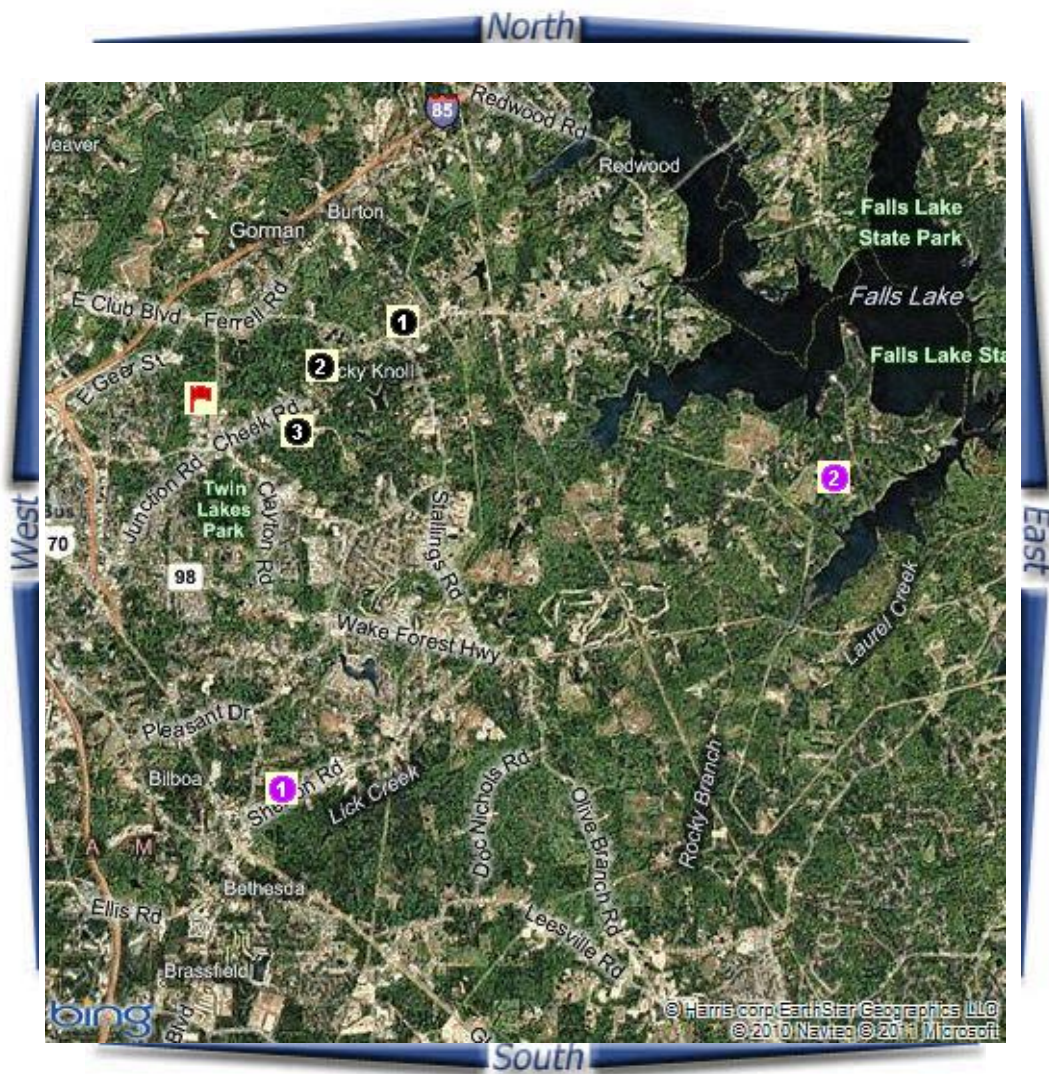 North
85
Redwood Rd
Weaver
Redwood
Burton
Gorman
Falls Lake
State Park
E Club Blvd
Ferrell Rd
Falls Lake
1
E Geer St
2
cky Knoll
Falls Lake Sta
Cheek Rd
3
Junction Rd
Twin
Lakes
Park
Clayton Rd
Stallings Rd
2
West
East
70
98
Wake Forest Hwy
Laurel Creek
Pleasant Dr
Bilboa
1
Lick Creek
Doc Nichols Rd
Olive Branch Rd
Rocky Branch
A M
Bethesda
Ellis Rd
Leesville Rd
Brassfield
Blvd
bing
© Harris corp EarthStar Geographics LLC
© 2010 Navteq © 2011 Microsoft
South